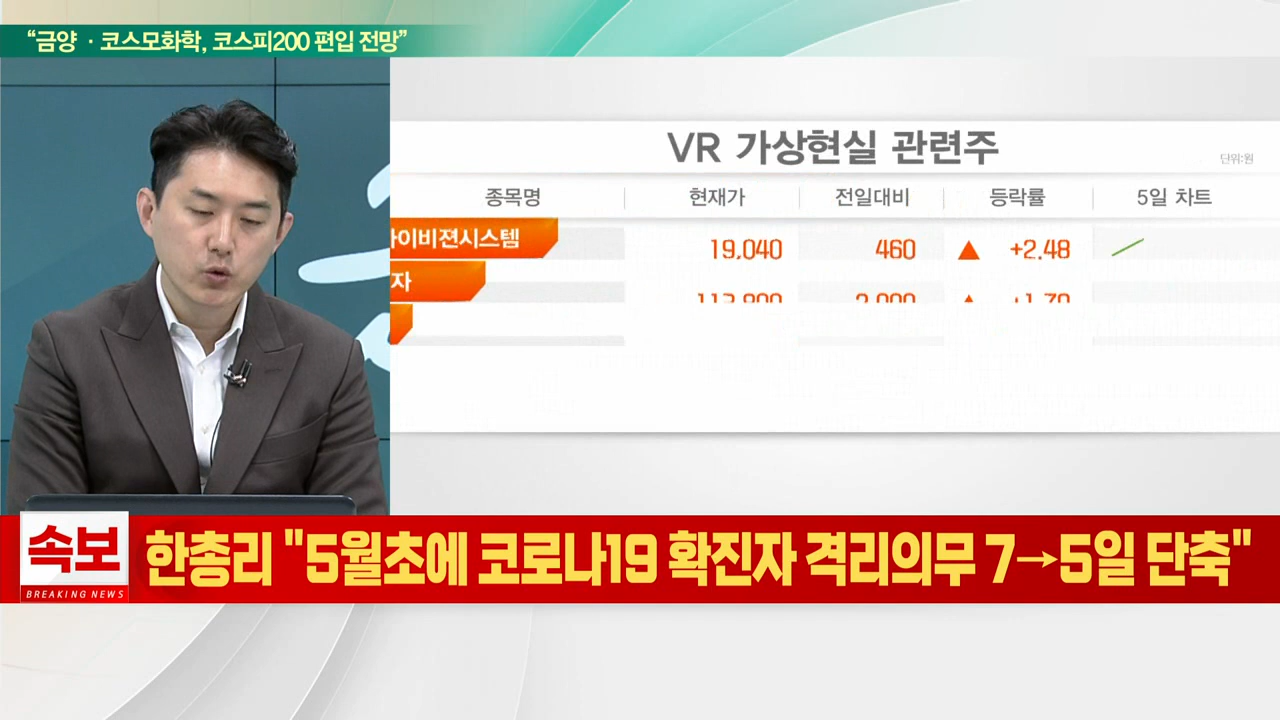 “금양 · 코스모화학, 코스피200 편입 전망”
VR 가상현실 관련주
단위:원
종목명 현재가 전일대비 등락률 5일 차트
이비젼시스템 19,040 460 ▲ +2.48
자
속보 한총리 "5월초에 코로나19 확진자 격리의무 7→5일 단축"
BREAKING NEWS